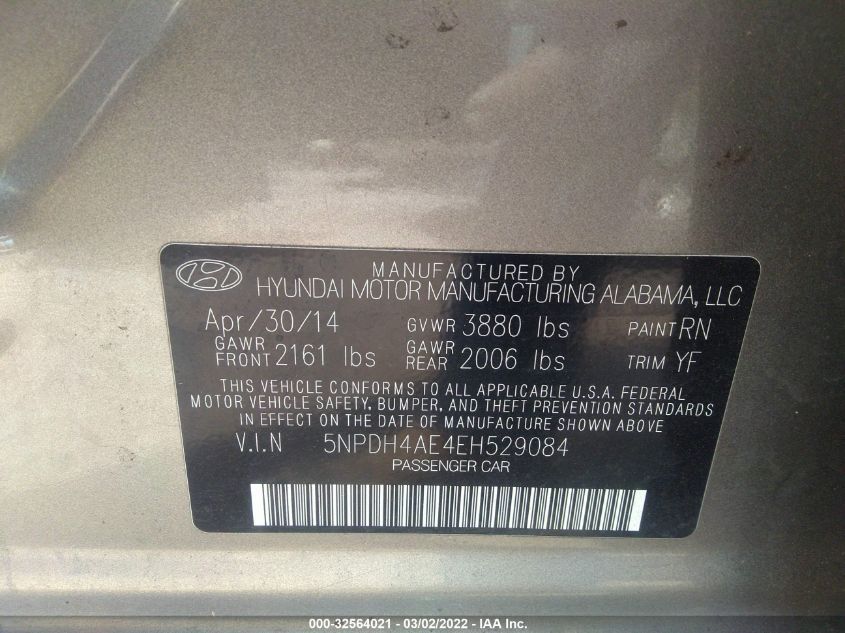 MANUFACTURED BY
HYUNDAI MOTOR MANUFACTURING ALABAMA, LLC
Apr/30/14 GVWR 3880 lbs PAINT RN
GAWR FRONT 2161 lbs GAWR REAR 2006 lbs TRIM YF
THIS VEHICLE CONFORMS TO ALL APPLICABLE U.S.A. FEDERAL
MOTOR VEHICLE SAFETY, BUMPER, AND THEFT PREVENTION STANDARDS
IN EFFECT ON THE DATE OF MANUFACTURE SHOWN ABOVE
V.I.N 5NPDH4AE4EH529084
PASSENGER CAR
000-32564021 - 03/02/2022 - IAA Inc.